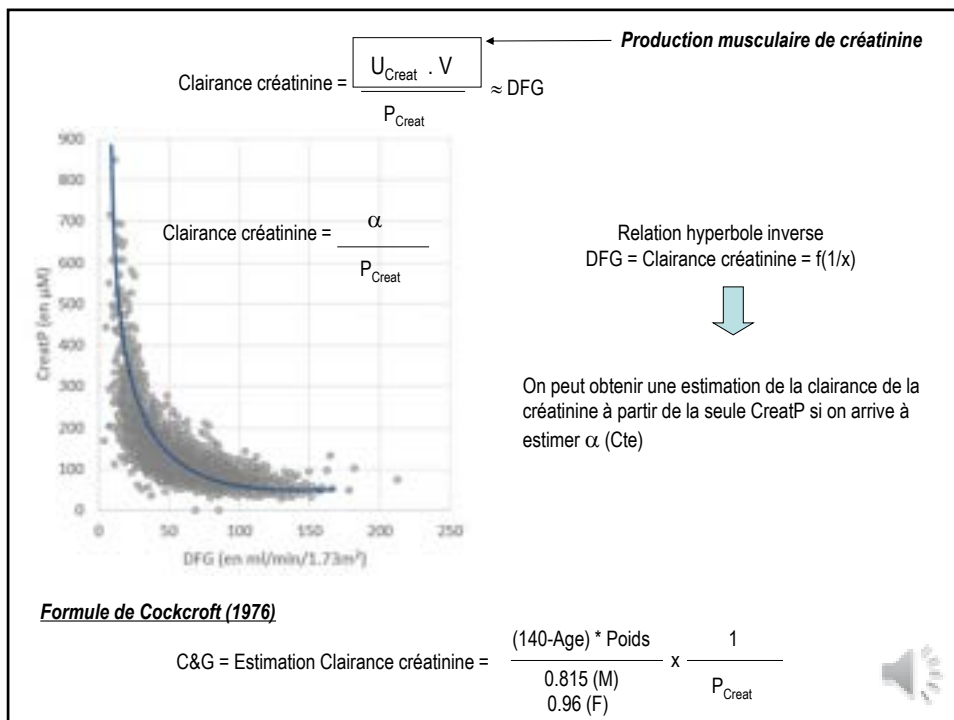 Production musculaire de créatinine
Clairance créatinine = U_Creat . V / P_Creat ≈ DFG
900
800
700
600
500
400
300
200
100
0
CreatP (en µM)
0 50 100 150 200 250
DFG (en ml/min/1.73m²)
Clairance créatinine = α / P_Creat
Relation hyperbole inverse
DFG = Clairance créatinine = f(1/x)
On peut obtenir une estimation de la clairance de la
créatinine à partir de la seule CreatP si on arrive à
estimer α (Cte)
Formule de Cockcroft (1976)
C&G = Estimation Clairance créatinine = (140-Age) * Poids / 0.815 (M) 0.96 (F) x 1 / P_Creat